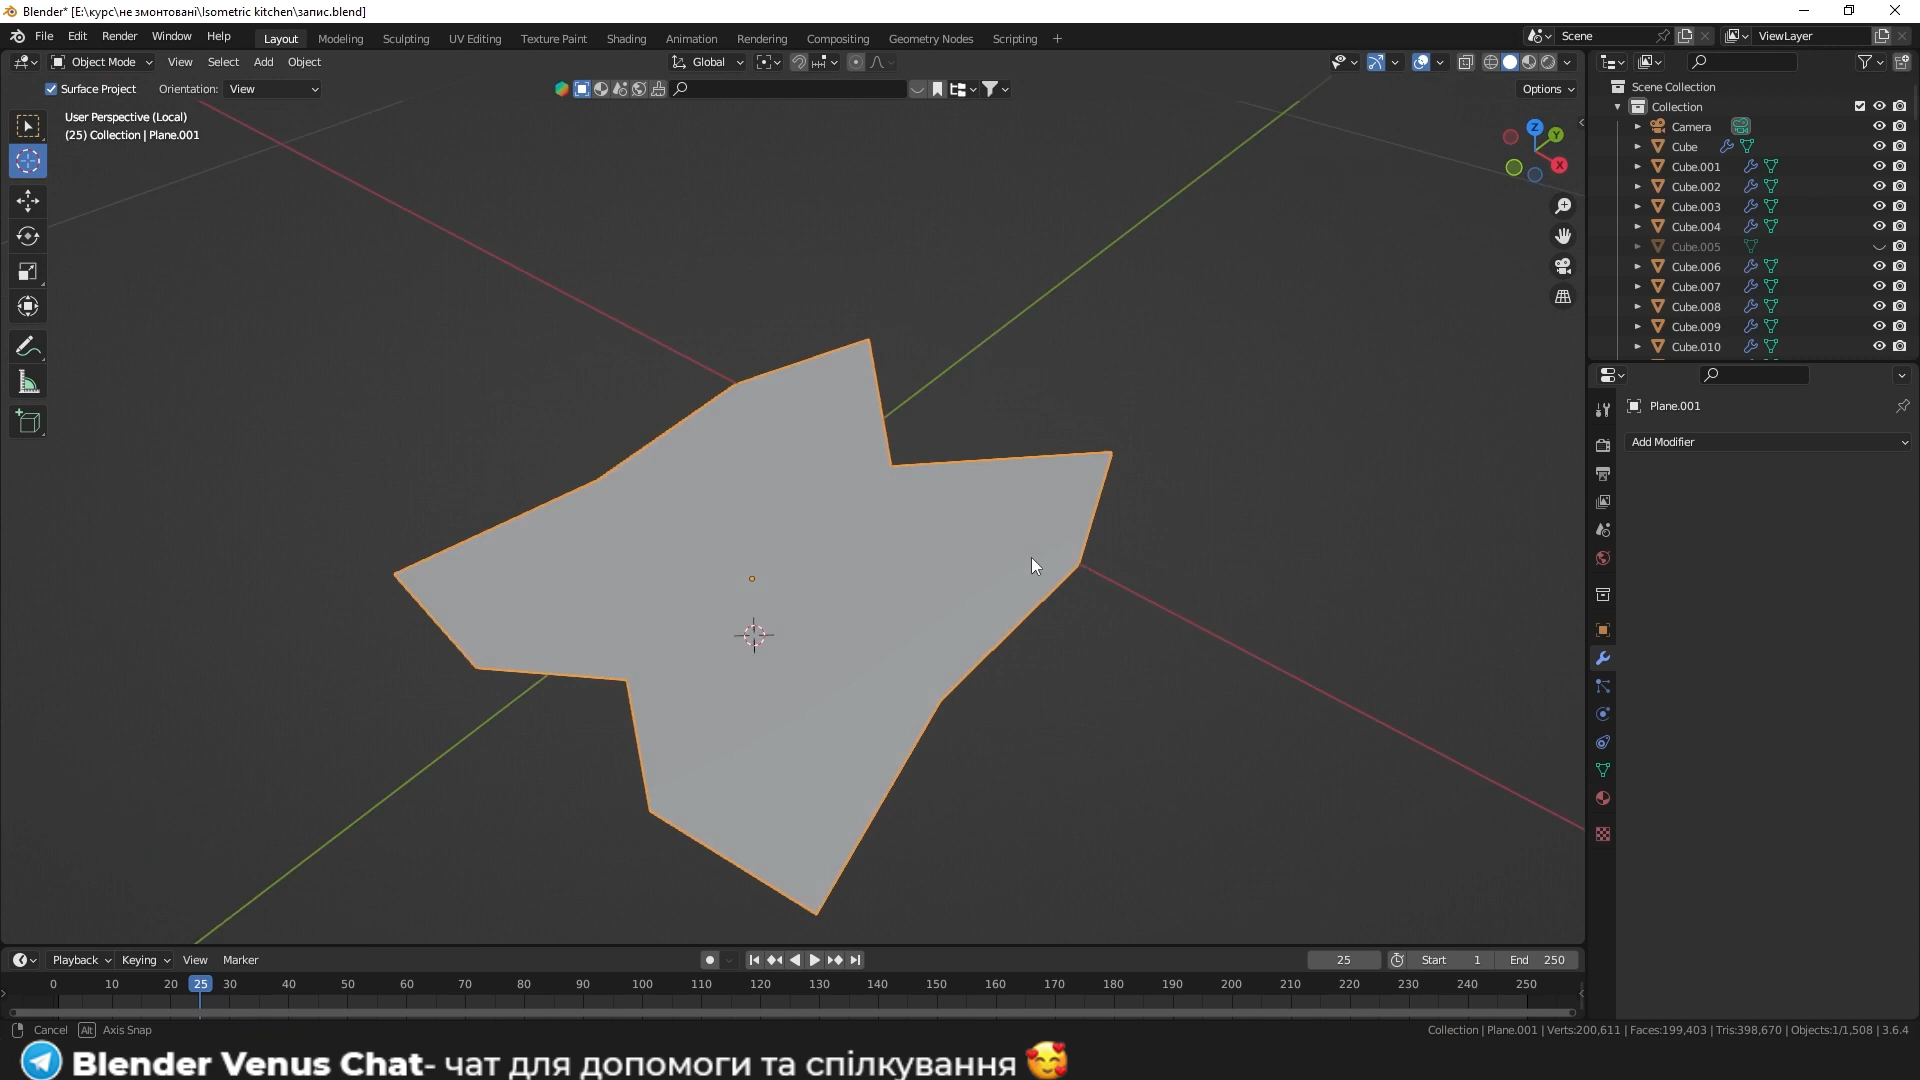 Blender* [E:\курс\не змонтовані\Isometric kitchen\запис.blend]
File Edit Render Window Help Layout Modeling Sculpting UV Editing Texture Paint Shading Animation Rendering Compositing Geometry Nodes Scripting + Scene ViewLayer
Object Mode View Select Add Object Global
Surface Project Orientation: View Options
User Perspective (Local)
(25) Collection | Plane.001
Z
Y
X
Scene Collection
Collection
Camera
Cube
Cube.001
Cube.002
Cube.003
Cube.004
Cube.005
Cube.006
Cube.007
Cube.008
Cube.009
Cube.010
Plane.001
Add Modifier
Playback Keying View Marker 25 Start 1 End 250
0 10 20 25 30 40 50 60 70 80 90 100 110 120 130 140 150 160 170 180 190 200 210 220 230 240 250
Cancel Alt Axis Snap Collection | Plane.001 | Verts:200,611 | Faces:199,403 | Tris:398,670 | Objects:1/1,508 | 3.6.4
Blender Venus Chat- чат для допомоги та спілкування